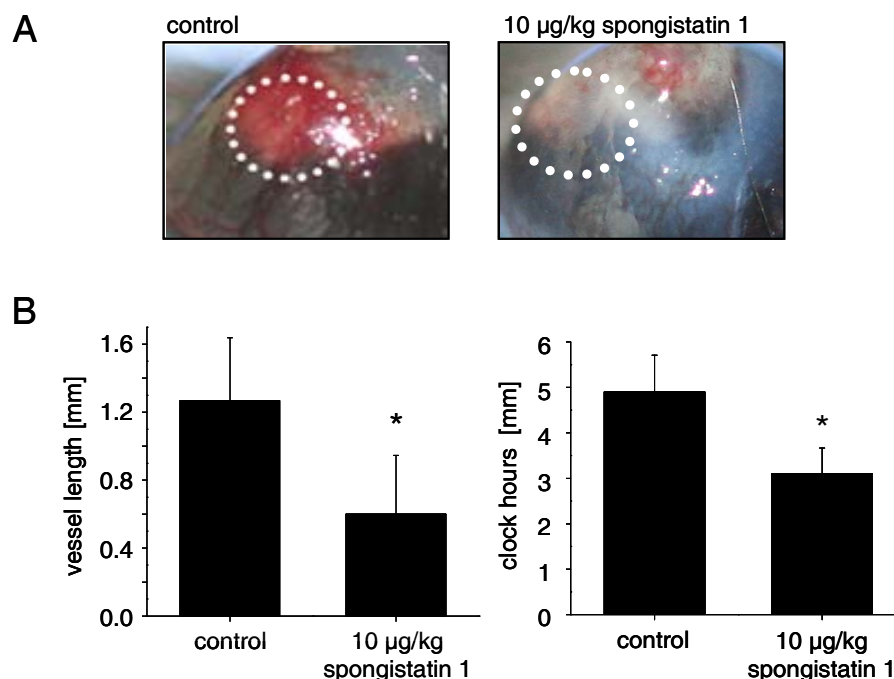 A
control
10 µg/kg spongistatin 1
B
vessel length [mm]
1.6
1.2
0.8
0.4
0.0
*
control
10 µg/kg
spongistatin 1
clock hours [mm]
6
5
4
3
2
1
0
*
control
10 µg/kg
spongistatin 1